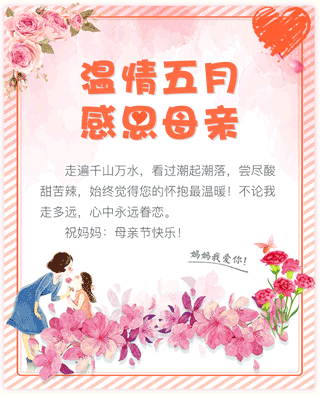 温情五月
感恩母亲
走遍千山万水，看过潮起潮落，尝尽酸
甜苦辣，始终觉得您的怀抱最温暖！不论我
走多远，心中永远眷恋。
祝妈妈：母亲节快乐！
妈妈我爱你！